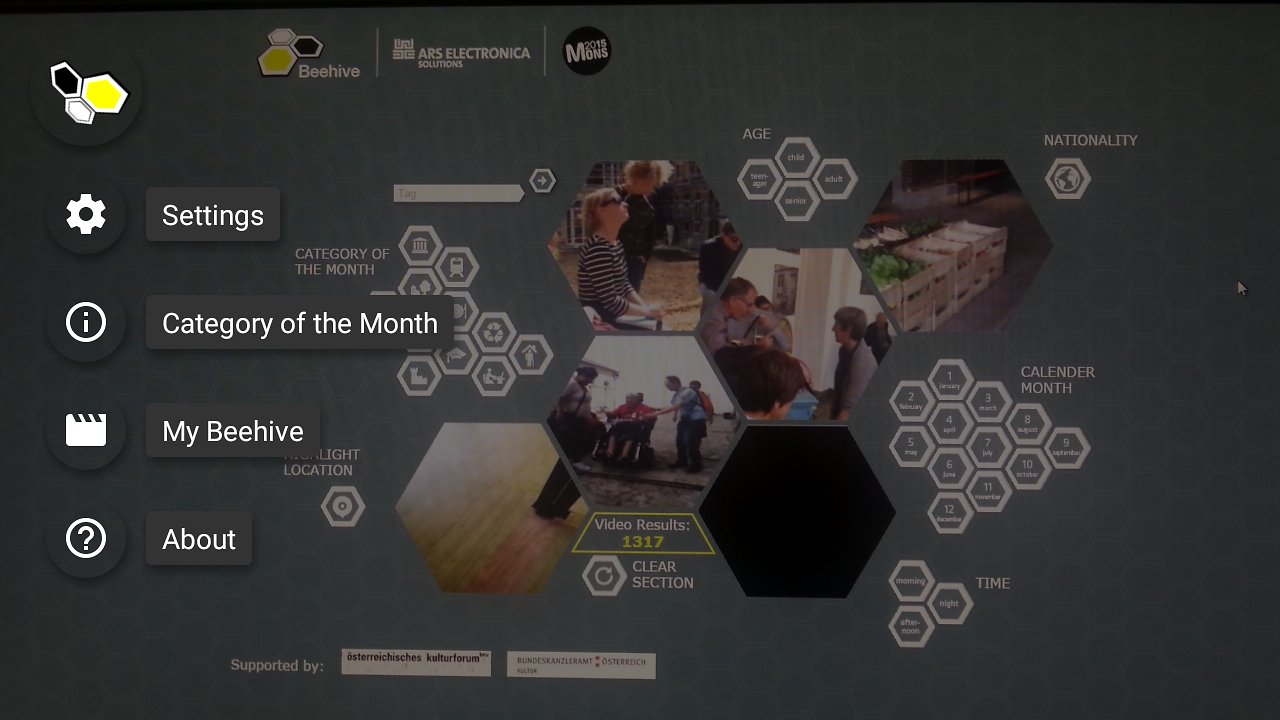 Beehive
ARS ELECTRONICA
SOLUTIONS
MONS
2015
AGE
child
teen-
ager
adult
senior
NATIONALITY
Tag
Settings
CATEGORY OF
THE MONTH
Category of the Month
My Beehive
HIGHLIGHT
LOCATION
About
CALENDER
MONTH
1
january
2
february
3
march
4
april
8
august
5
may
7
july
9
september
6
june
10
october
11
november
12
december
Video Results:
1317
CLEAR
SECTION
morning
night
after-
noon
TIME
Supported by:
österreichisches kulturforum
BUNDESKANZLERAMT ÖSTERREICH
KULTUR